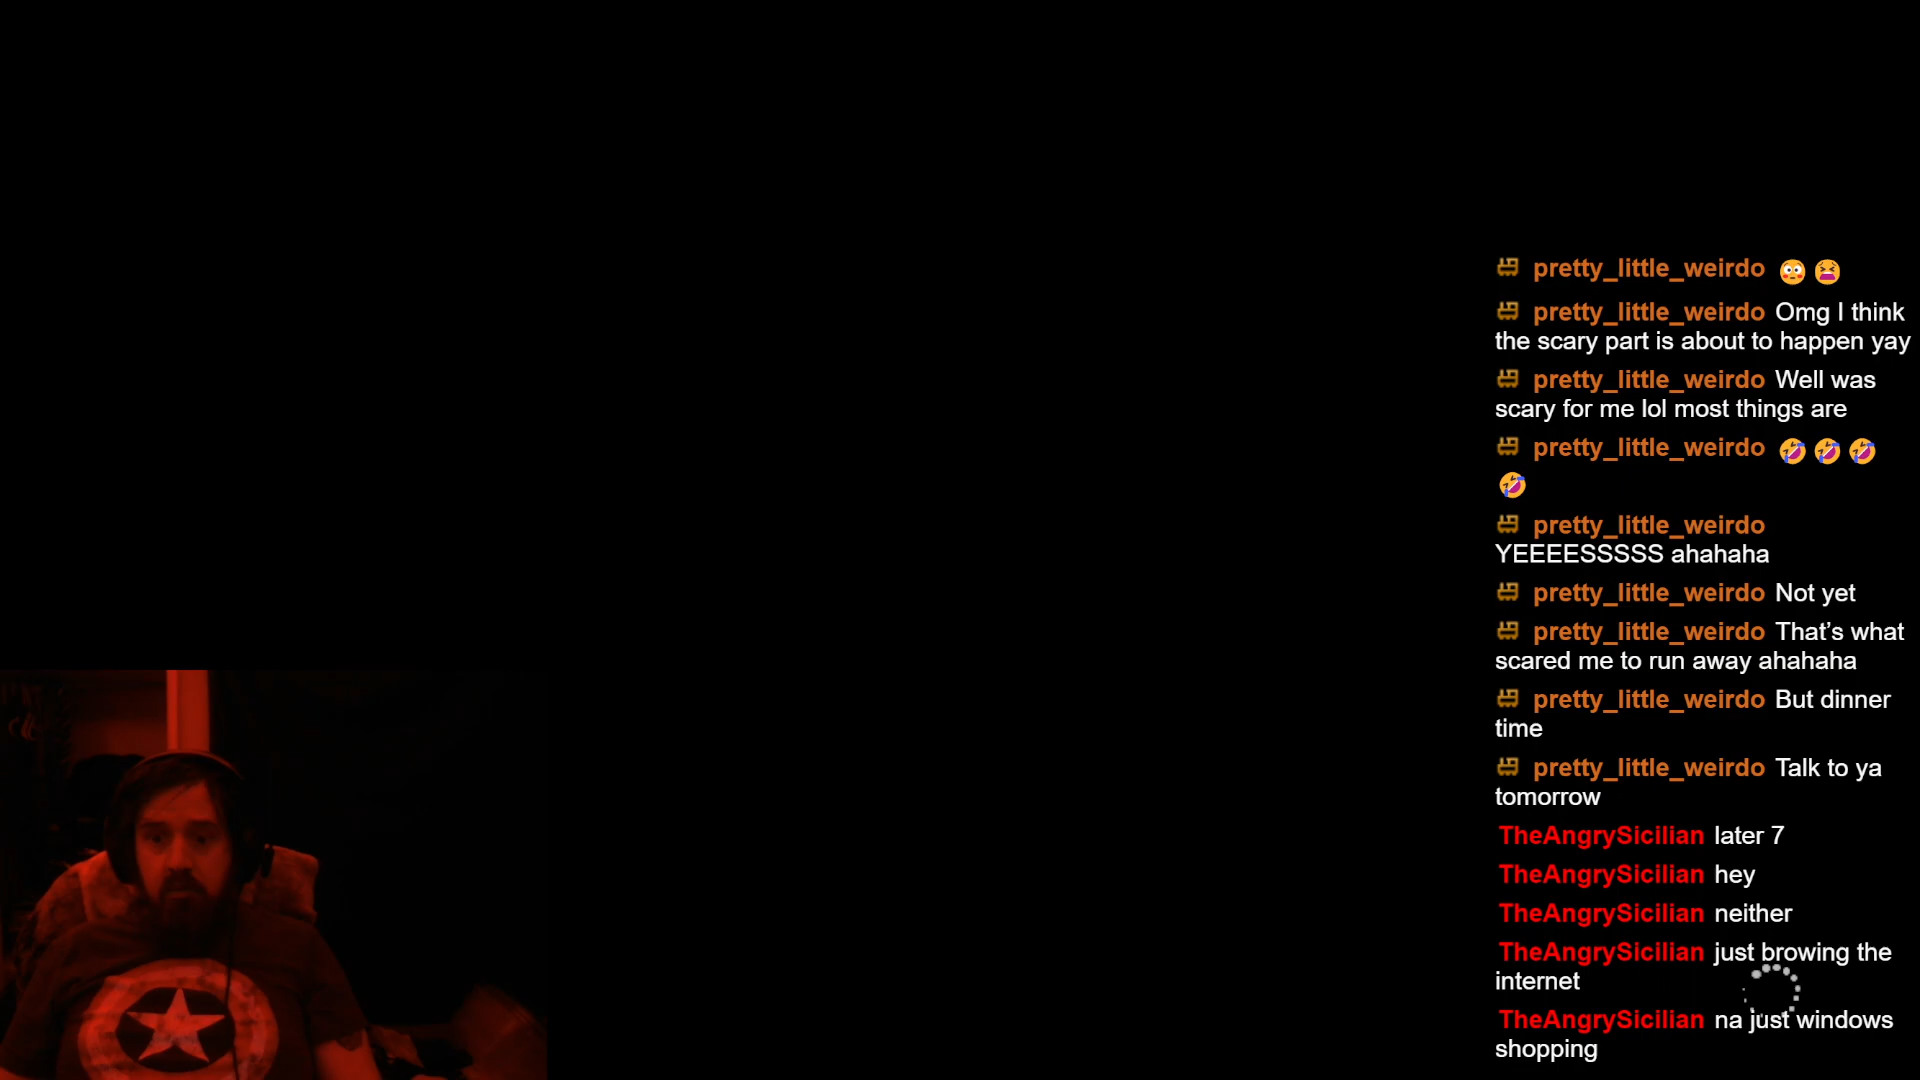 pretty_little_weirdo 😳 😫
pretty_little_weirdo Omg I think
the scary part is about to happen yay
pretty_little_weirdo Well was
scary for me lol most things are
pretty_little_weirdo 🤣 🤣 🤣
🤣
pretty_little_weirdo
YEEEESSSSS ahahaha
pretty_little_weirdo Not yet
pretty_little_weirdo That’s what
scared me to run away ahahaha
pretty_little_weirdo But dinner
time
pretty_little_weirdo Talk to ya
tomorrow
TheAngrySicilian later 7
TheAngrySicilian hey
TheAngrySicilian neither
TheAngrySicilian just browing the
internet
TheAngrySicilian na just windows
shopping